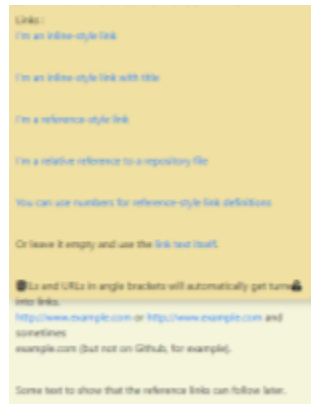 Links :
I'm an inline-style link
I'm an inline-style link with title
I'm a reference-style link
I'm a relative reference to a repository file
You can use numbers for reference-style link definitions
Or leave it empty and use the link text itself.
Ls and URLs in angle brackets will automatically get turne
into links.
http://www.example.com or http://www.example.com and
sometimes
example.com (but not on Github, for example).
Some text to show that the reference links can follow later.